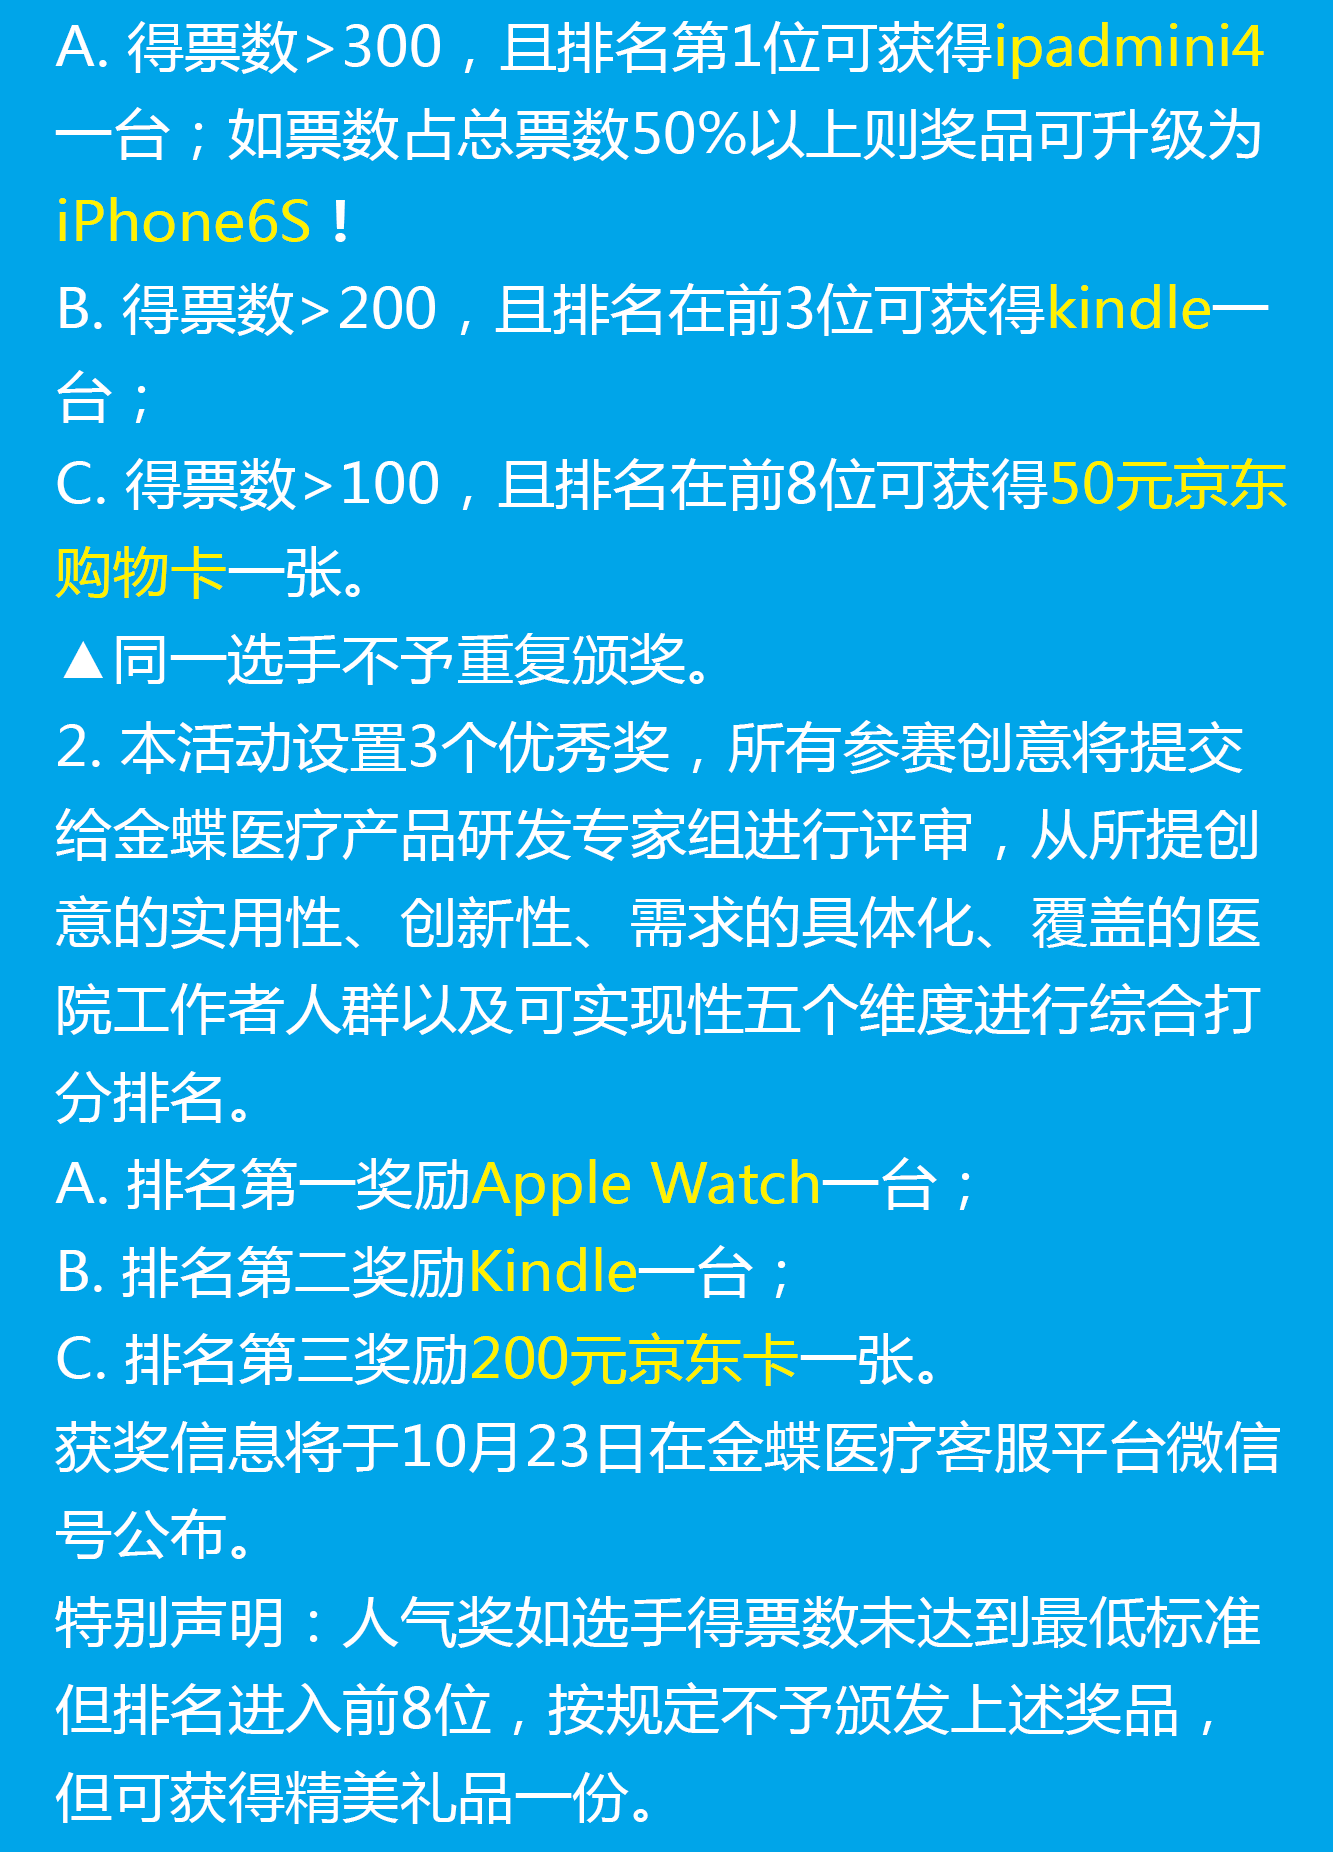 A. 得票数>300，且排名第1位可获得ipadmini4
一台；如票数占总票数50%以上则奖品可升级为
iPhone6S！
B. 得票数>200，且排名在前3位可获得kindle一
台；
C. 得票数>100，且排名在前8位可获得50元京东
购物卡一张。
▲同一选手不予重复颁奖。
2. 本活动设置3个优秀奖，所有参赛创意将提交
给金蝶医疗产品研发专家组进行评审，从所提创
意的实用性、创新性、需求的具体化、覆盖的医
院工作者人群以及可实现性五个维度进行综合打
分排名。
A. 排名第一奖励Apple Watch一台；
B. 排名第二奖励Kindle一台；
C. 排名第三奖励200元京东卡一张。
获奖信息将于10月23日在金蝶医疗客服平台微信
号公布。
特别声明：人气奖如选手得票数未达到最低标准
但排名进入前8位，按规定不予颁发上述奖品，
但可获得精美礼品一份。